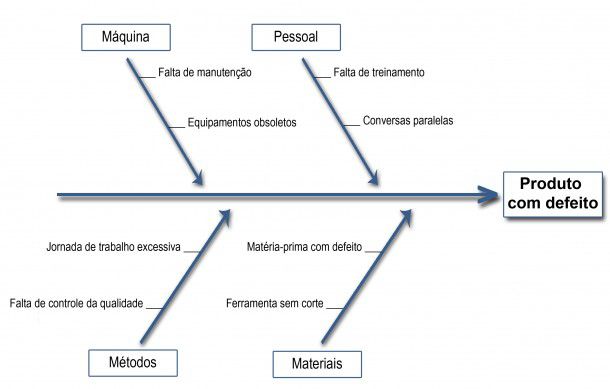 Máquina
Pessoal
Falta de manutenção
Falta de treinamento
Equipamentos obsoletos
Conversas paralelas
Produto
com defeito
Jornada de trabalho excessiva
Matéria-prima com defeito
Falta de controle da qualidade
Ferramenta sem corte
Métodos
Materiais